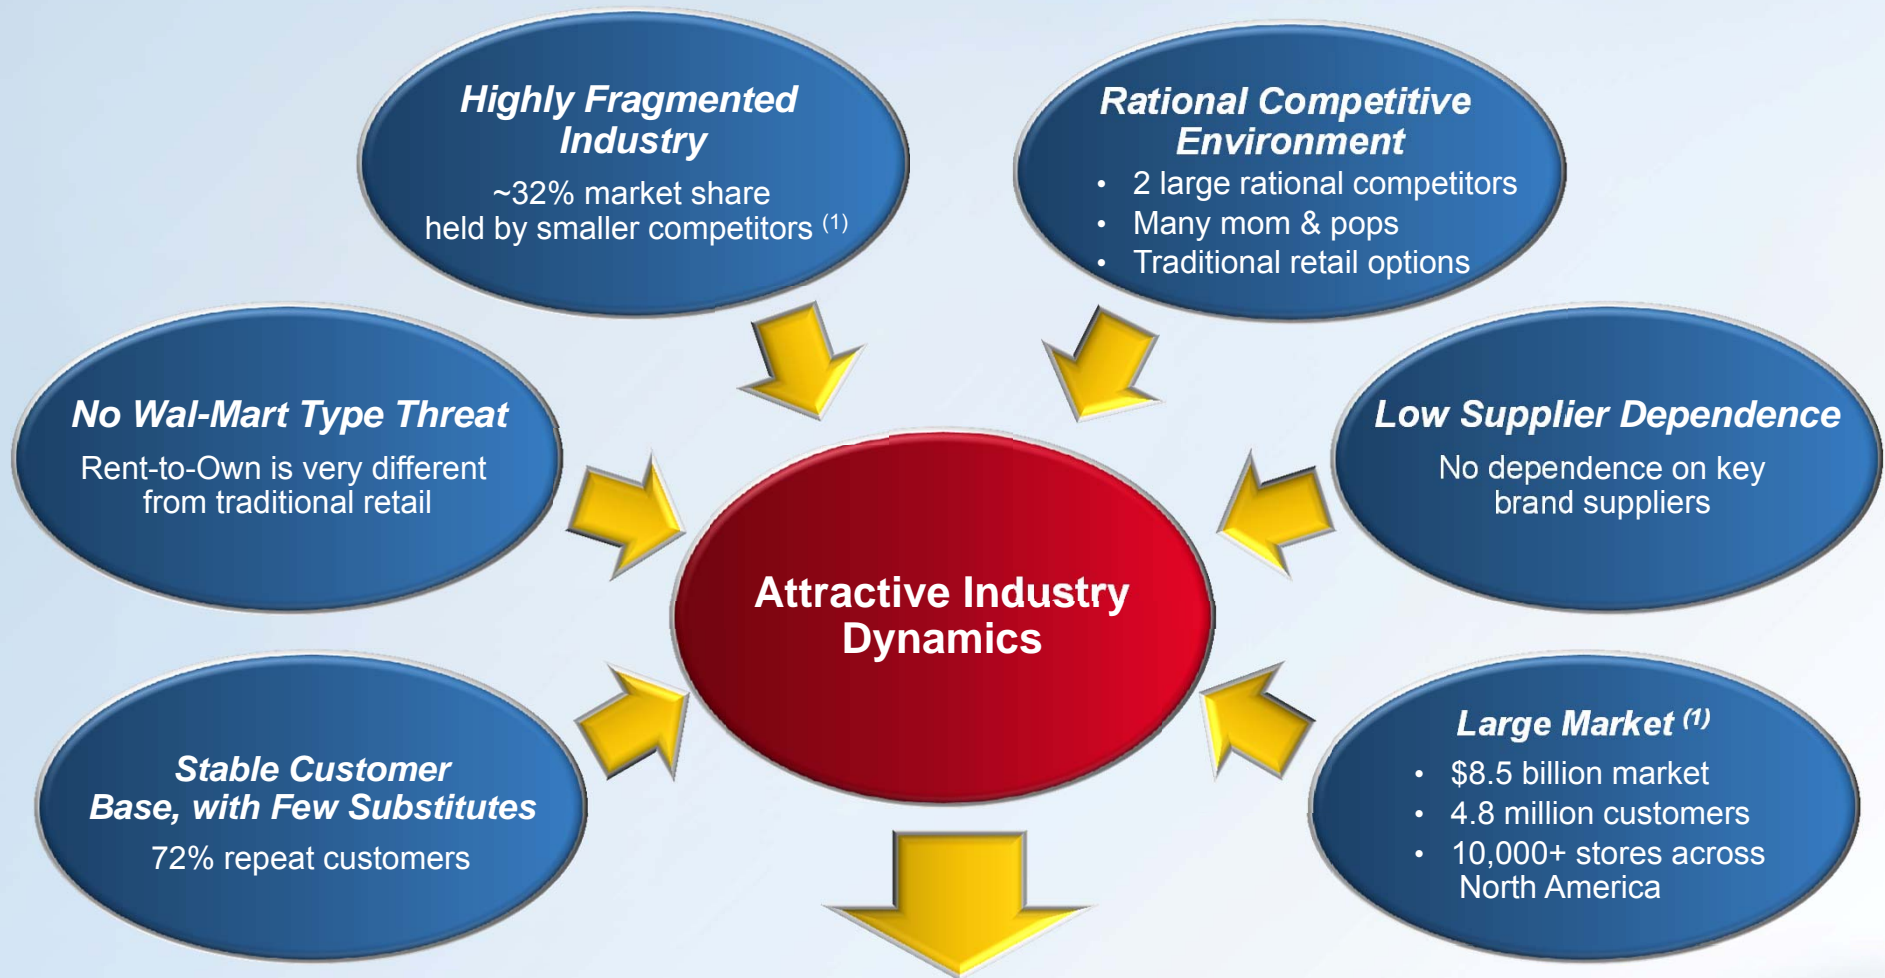 Highly Fragmented
Industry
~32% market share
held by smaller competitors (1)
Rational Competitive
Environment
• 2 large rational competitors
• Many mom & pops
• Traditional retail options
No Wal-Mart Type Threat
Rent-to-Own is very different
from traditional retail
Low Supplier Dependence
No dependence on key
brand suppliers
Attractive Industry
Dynamics
Stable Customer
Base, with Few Substitutes
72% repeat customers
Large Market (1)
• $8.5 billion market
• 4.8 million customers
• 10,000+ stores across
North America